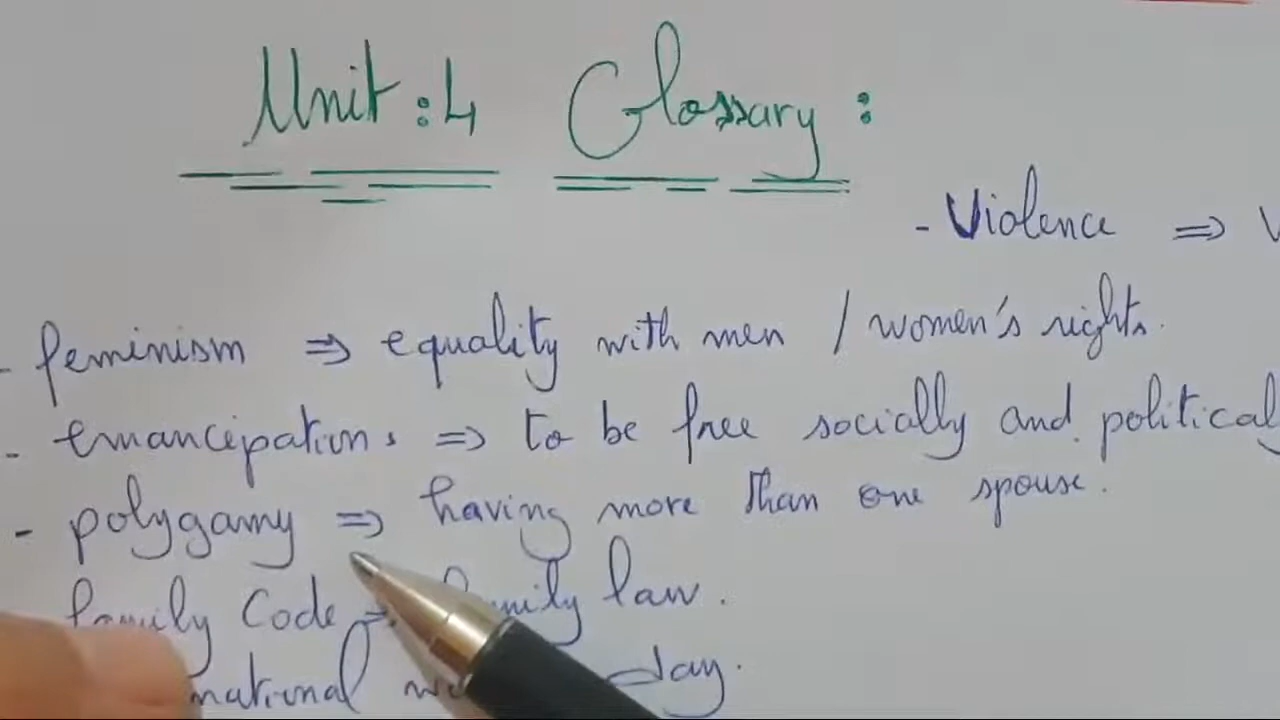 Unit : 4 Glossary :
- Violence ⇒
- feminism ⇒ equality with men / women's rights.
- emancipation ⇒ to be free socially and political
- polygamy ⇒ having more than one spouse.
family Code ⇒ family law.
day.